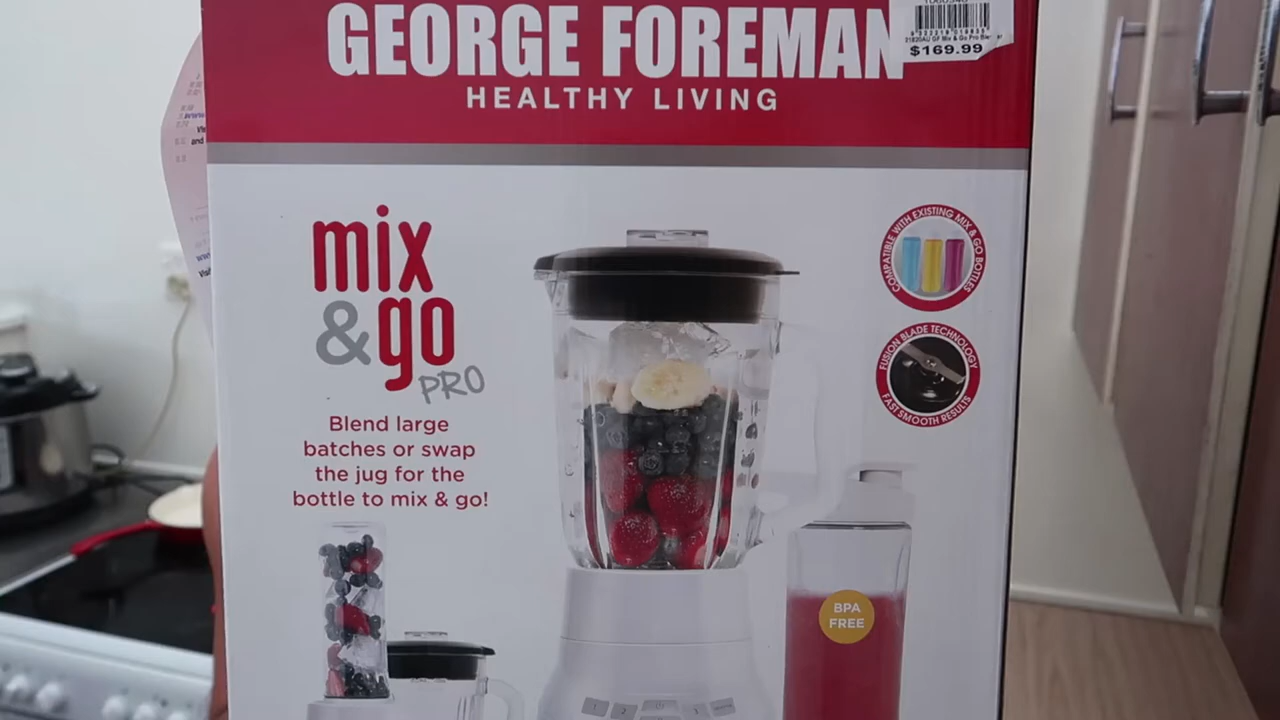 GEORGE FOREMAN
HEALTHY LIVING
$169.99
mix
&go
PRO
Blend large
batches or swap
the jug for the
bottle to mix & go!
COMPATIBLE WITH EXISTING MIX & GO BOTTLES
FUSION BLADE TECHNOLOGY
FAST SMOOTH RESULTS
BPA
FREE